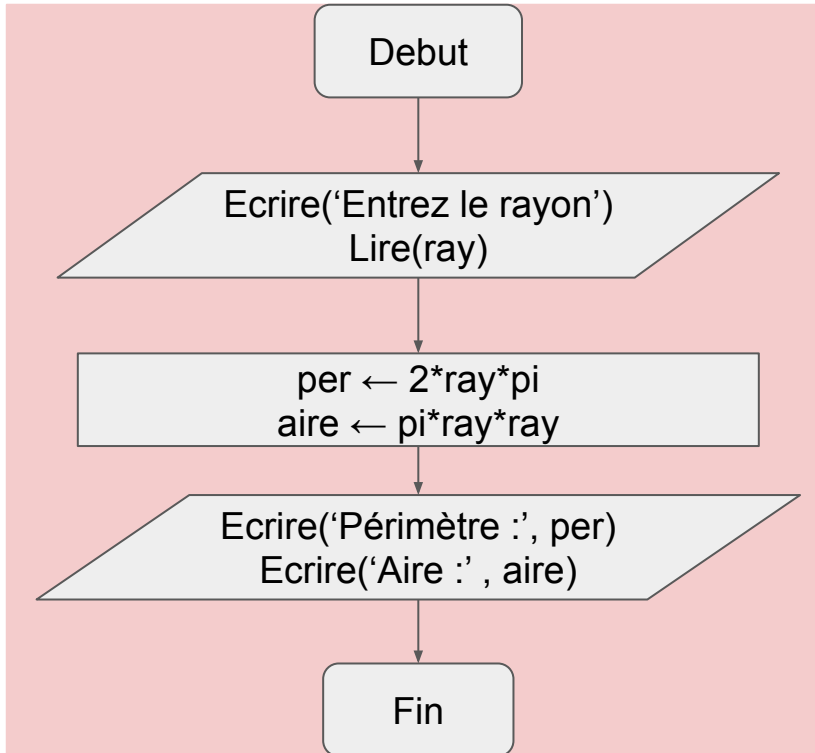 Debut
Ecrire(‘Entrez le rayon’)
Lire(ray)
per ← 2*ray*pi
aire ← pi*ray*ray
Ecrire(‘Périmètre :’, per)
Ecrire(‘Aire :’ , aire)
Fin